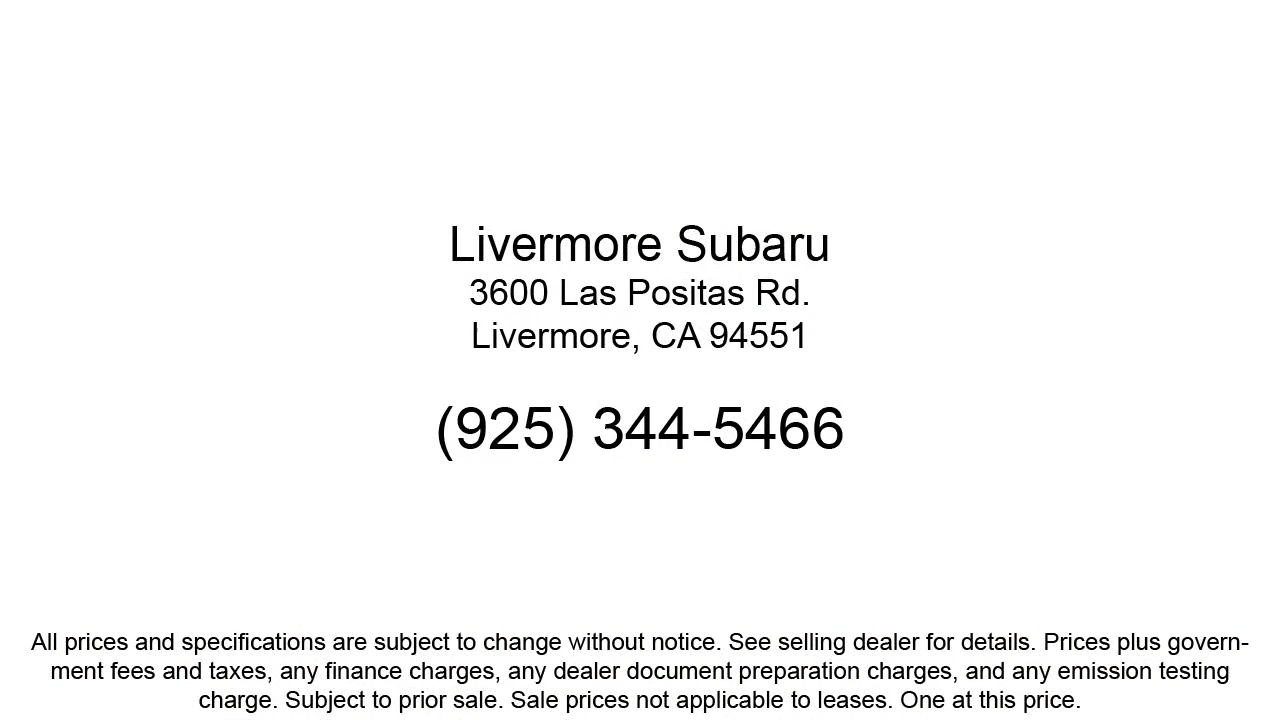 Livermore Subaru
3600 Las Positas Rd.
Livermore, CA 94551
(925) 344-5466
All prices and specifications are subject to change without notice. See selling dealer for details. Prices plus govern-
ment fees and taxes, any finance charges, any dealer document preparation charges, and any emission testing
charge. Subject to prior sale. Sale prices not applicable to leases. One at this price.